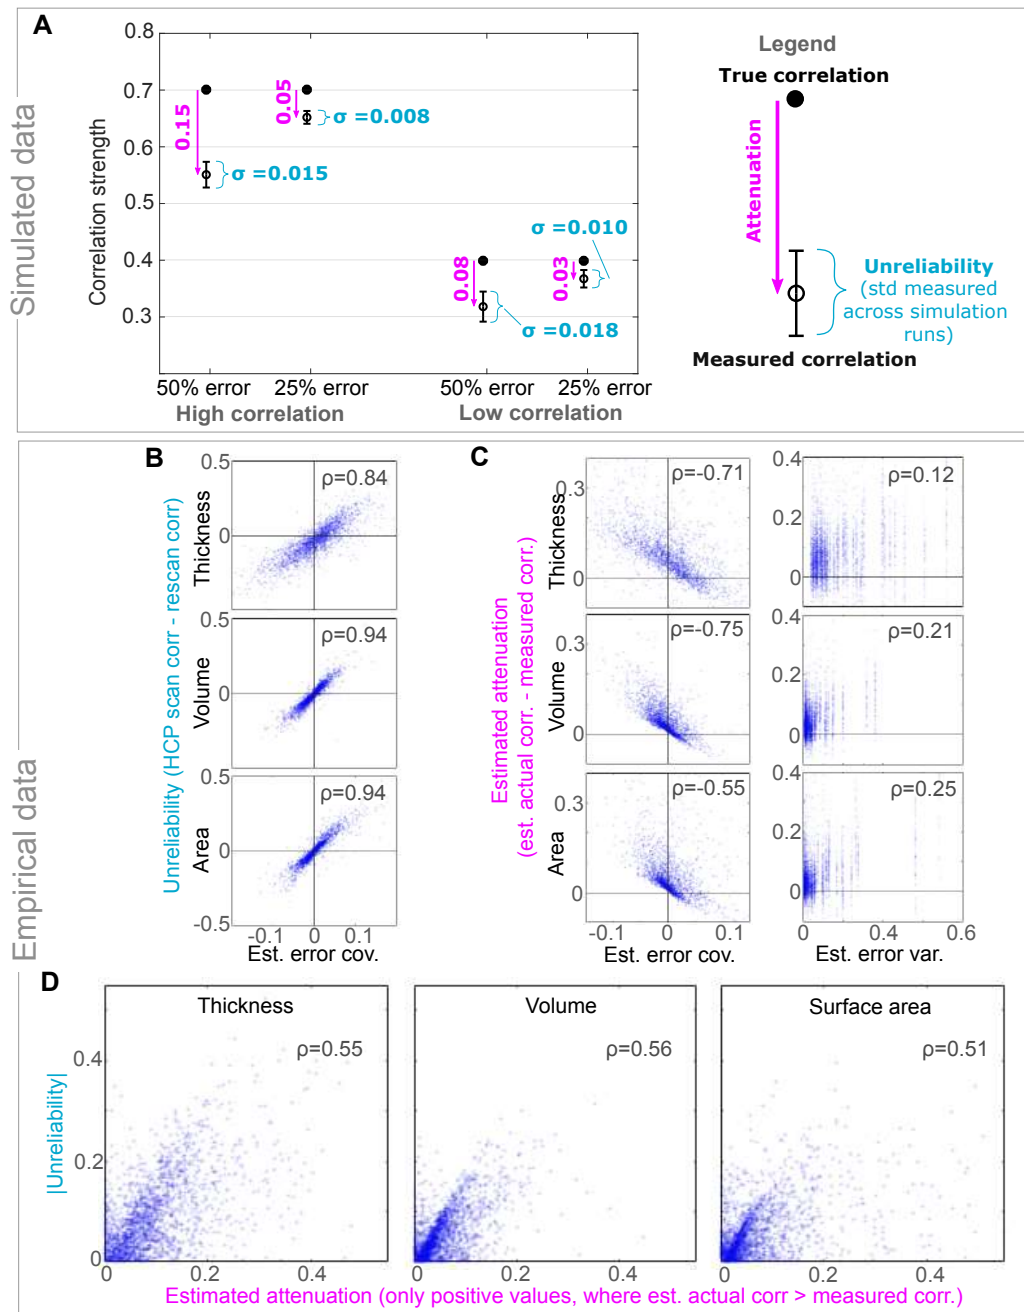 A
Simulated data
Correlation strength
0.8
0.7
0.6
0.5
0.4
0.3
0.15
0.05
σ =0.008
σ =0.015
0.08
0.03
σ =0.010
σ =0.018
50% error
25% error
50% error
25% error
High correlation
Low correlation
Legend
True correlation
Attenuation
Unreliability
(std measured
across simulation
runs)
Measured correlation
Empirical data
B
Unreliability (HCP scan corr - rescan corr)
Thickness
0.5
0
ρ=0.84
Volume
0.5
0
-0.5
ρ=0.94
Area
0.5
0
-0.5
ρ=0.94
-0.1
0
0.1
Est. error cov.
C
Estimated attenuation
(est. actual corr. - measured corr.)
Thickness
0.3
0
ρ=-0.71
0.4
0.2
0
ρ=0.12
Volume
0.3
0
ρ=-0.75
0.4
0.2
0
ρ=0.21
Area
0.3
0
ρ=-0.55
0.4
0.2
0
ρ=0.25
-0.1
0
0.1
Est. error cov.
0
0.4
0.6
Est. error var.
D
|Unreliability|
0.4
0.2
0
Thickness
ρ=0.55
Volume
ρ=0.56
Surface area
ρ=0.51
0
0.2
0.4
0
0.2
0.4
0
0.2
0.4
Estimated attenuation (only positive values, where est. actual corr > measured corr.)